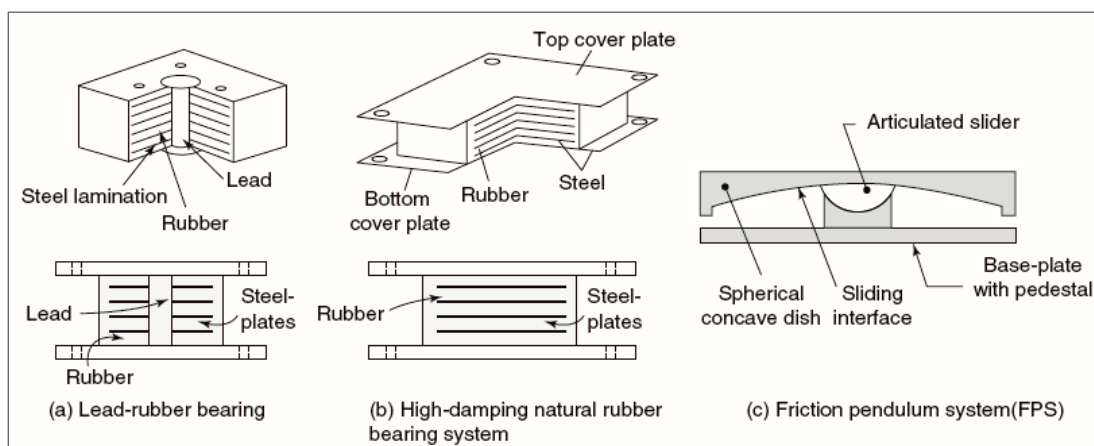 Steel lamination
Rubber
Lead
Top cover plate
Rubber
Steel
Bottom
cover plate
Articulated slider
Spherical
concave dish
Sliding
interface
Base-plate
with pedestal
Lead
Rubber
Steel-
plates
Rubber
Steel-
plates
(a) Lead-rubber bearing
(b) High-damping natural rubber
bearing system
(c) Friction pendulum system(FPS)